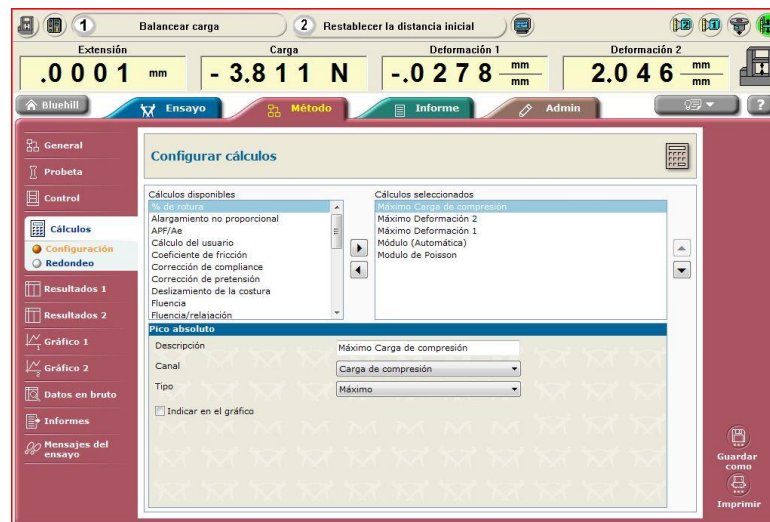 1 Balancear carga 2 Restablecer la distancia inicial
Extensión Carga Deformación 1 Deformación 2
.0001 mm -3.811 N -.0278 mm mm 2.046 mm mm
Bluehill Ensayo Método Informe Admin ?
General
Probeta
Control
Cálculos
Configuración
Redondeo
Resultados 1
Resultados 2
Gráfico 1
Gráfico 2
Datos en bruto
Informes
Mensajes del
ensayo
Configurar cálculos
Cálculos disponibles
% de rotura
Alargamiento no proporcional
APF/Ae
Cálculo del usuario
Coeficiente de fricción
Corrección de compliance
Corrección de pretensión
Deslizamiento de la costura
Fluencia
Fluencia/relajación
Cálculos seleccionados
Máximo Carga de compresión
Máximo Deformación 2
Máximo Deformación 1
Módulo (Automática)
Modulo de Poisson
Pico absoluto
Descripción Máximo Carga de compresión
Canal Carga de compresión
Tipo Máximo
Indicar en el gráfico
Guardar
como
Imprimir